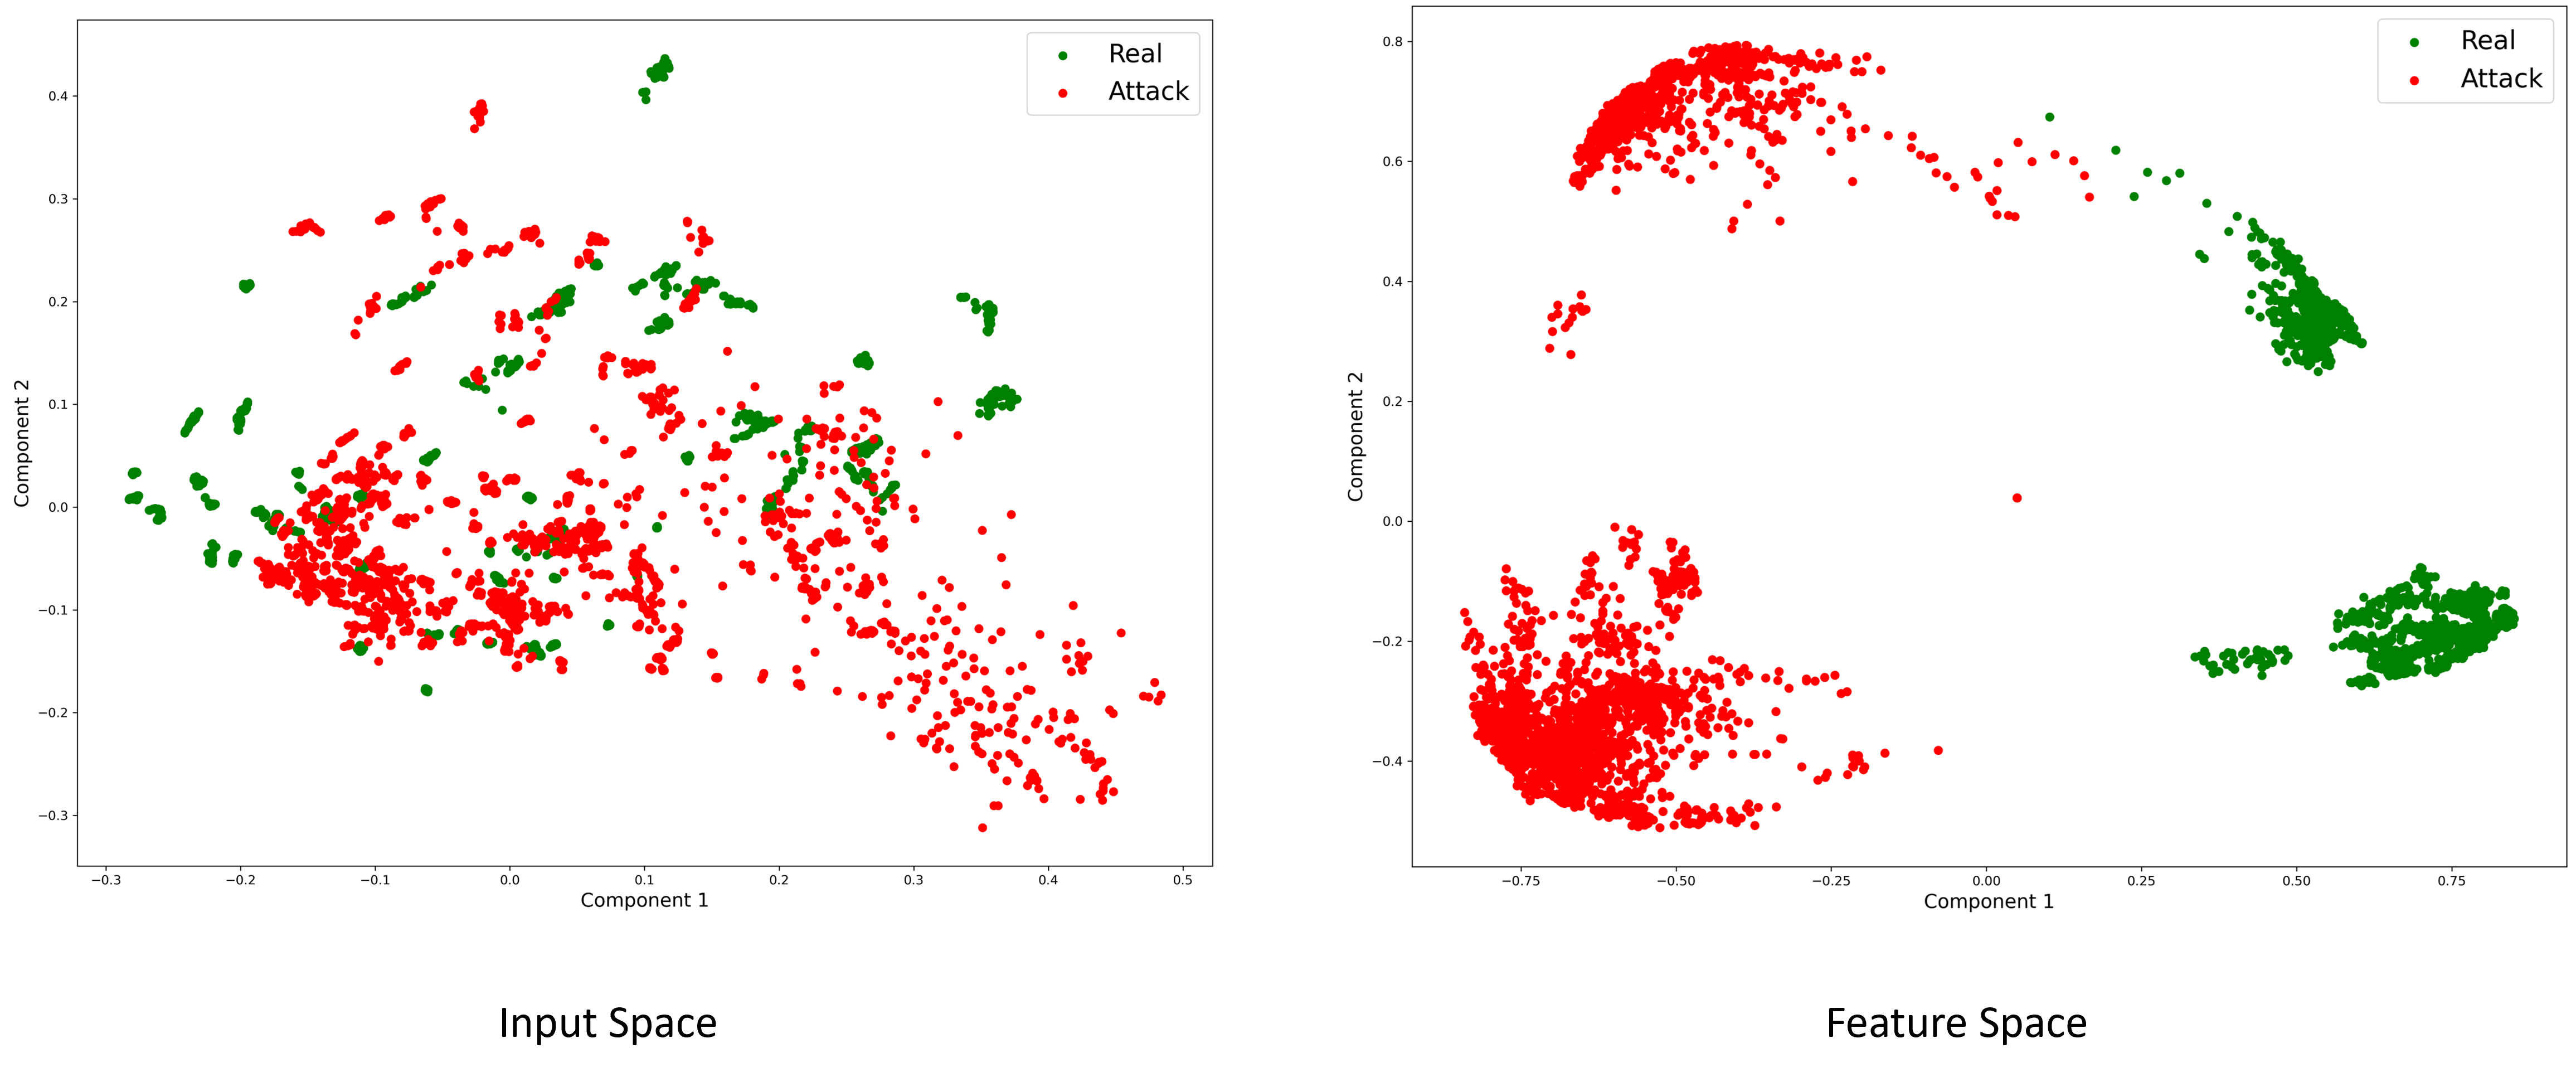 Real
Attack
0.4
0.3
0.2
0.1
0.0
−0.1
−0.2
−0.3
Component 2
−0.3 −0.2 −0.1 0.0 0.1 0.2 0.3 0.4 0.5
Component 1
Input Space
Real
Attack
0.8
0.6
0.4
0.2
0.0
−0.2
−0.4
Component 2
−0.75 −0.50 −0.25 0.00 0.25 0.50 0.75
Component 1
Feature Space